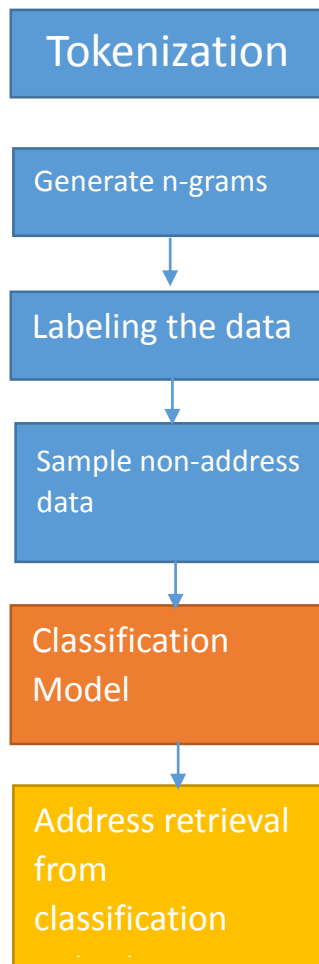 Tokenization
Generate n-grams
Labeling the data
Sample non-address
data
Classification
Model
Address retrieval
from
classification